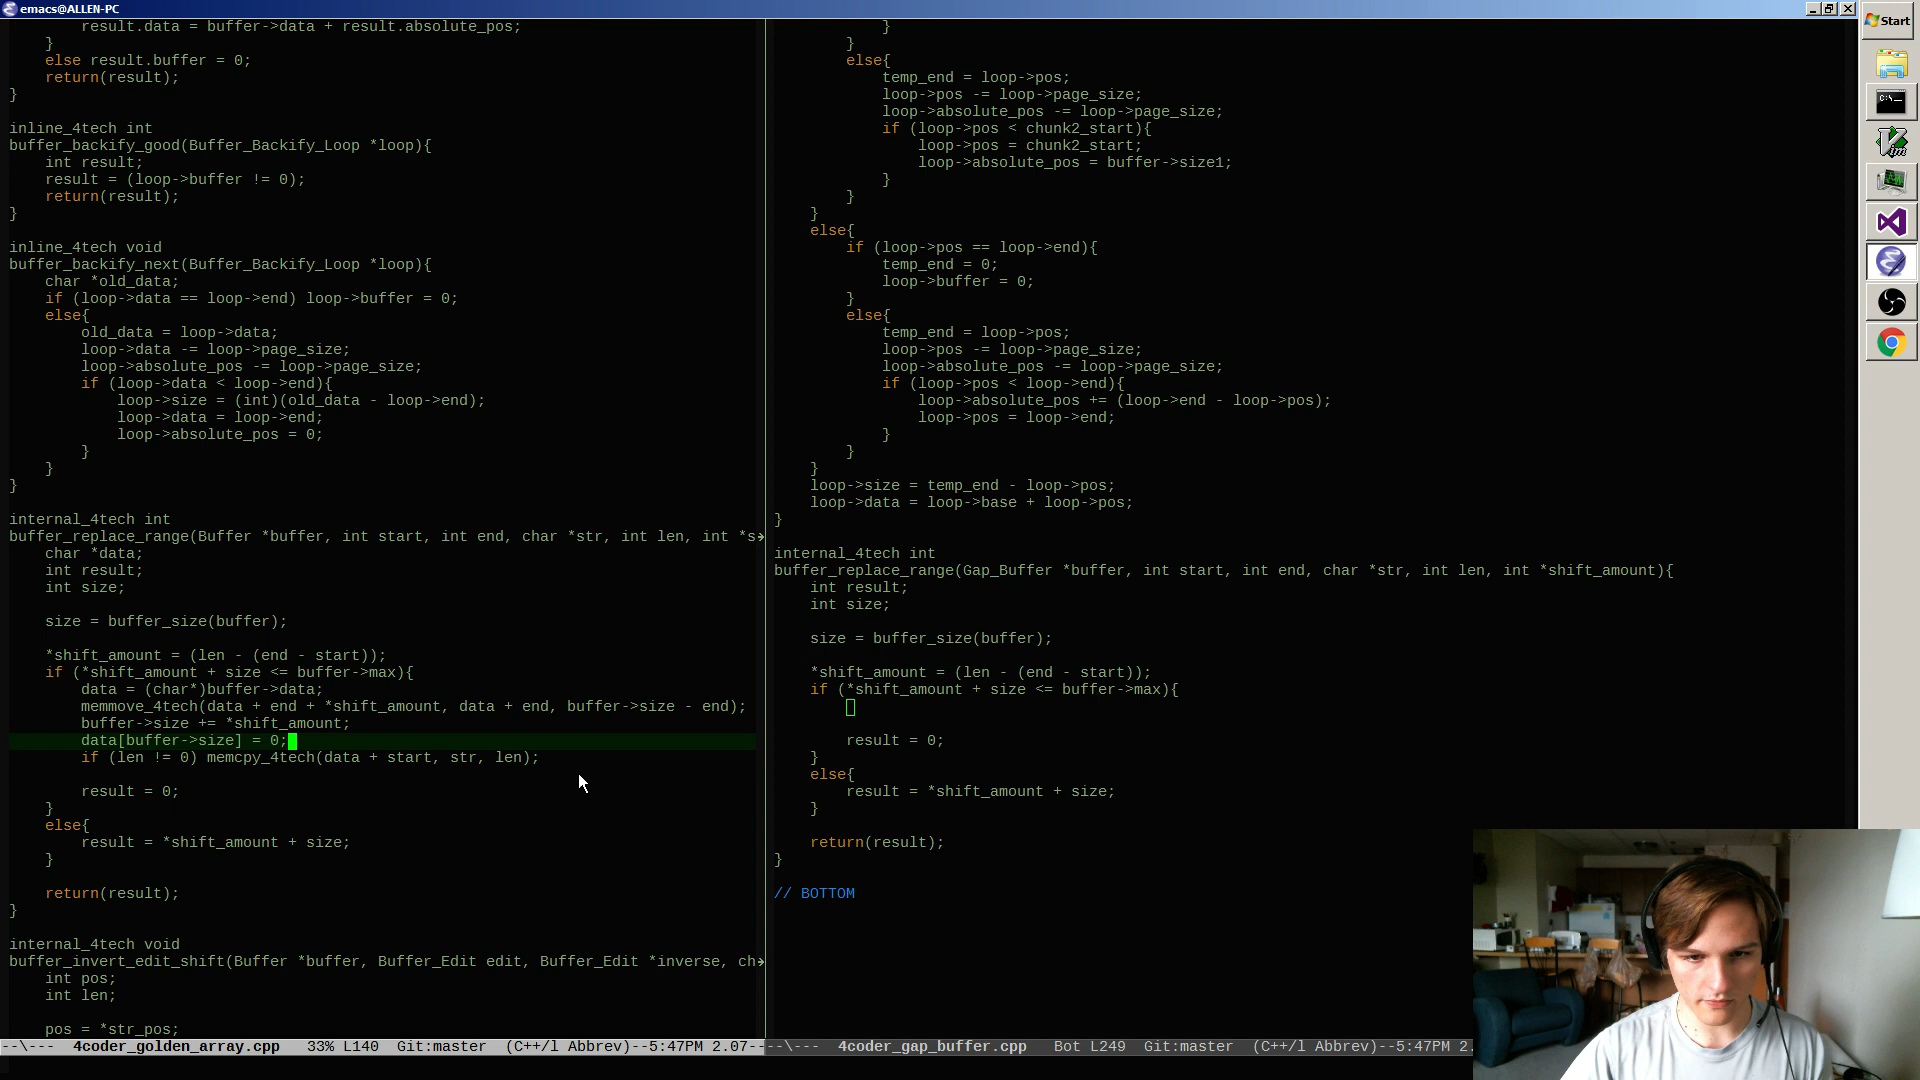 emacs@ALLEN-PC
result.data = buffer->data + result.absolute_pos;
}
else result.buffer = 0;
return(result);
}
inline_4tech int
buffer_backify_good(Buffer_Backify_Loop *loop){
int result;
result = (loop->buffer != 0);
return(result);
}
inline_4tech void
buffer_backify_next(Buffer_Backify_Loop *loop){
char *old_data;
if (loop->data == loop->end) loop->buffer = 0;
else{
old_data = loop->data;
loop->data -= loop->page_size;
loop->absolute_pos -= loop->page_size;
if (loop->data < loop->end){
loop->size = (int)(old_data - loop->end);
loop->data = loop->end;
loop->absolute_pos = 0;
}
}
}
internal_4tech int
buffer_replace_range(Buffer *buffer, int start, int end, char *str, int len, int *s
char *data;
int result;
int size;
size = buffer_size(buffer);
*shift_amount = (len - (end - start));
if (*shift_amount + size <= buffer->max){
data = (char*)buffer->data;
memmove_4tech(data + end + *shift_amount, data + end, buffer->size - end);
buffer->size += *shift_amount;
data[buffer->size] = 0;
if (len != 0) memcpy_4tech(data + start, str, len);
result = 0;
}
else{
result = *shift_amount + size;
}
return(result);
}
internal_4tech void
buffer_invert_edit_shift(Buffer *buffer, Buffer_Edit edit, Buffer_Edit *inverse, ch
int pos;
int len;
pos = *str_pos;
--\--- 4coder_golden_array.cpp 33% L140 Git:master (C++/l Abbrev)--5:47PM 2.07--
}
}
else{
temp_end = loop->pos;
loop->pos -= loop->page_size;
loop->absolute_pos -= loop->page_size;
if (loop->pos < chunk2_start){
loop->pos = chunk2_start;
loop->absolute_pos = buffer->size1;
}
}
}
else{
if (loop->pos == loop->end){
temp_end = 0;
loop->buffer = 0;
}
else{
temp_end = loop->pos;
loop->pos -= loop->page_size;
loop->absolute_pos -= loop->page_size;
if (loop->pos < loop->end){
loop->absolute_pos += (loop->end - loop->pos);
loop->pos = loop->end;
}
}
}
loop->size = temp_end - loop->pos;
loop->data = loop->base + loop->pos;
}
internal_4tech int
buffer_replace_range(Gap_Buffer *buffer, int start, int end, char *str, int len, int *shift_amount){
int result;
int size;
size = buffer_size(buffer);
*shift_amount = (len - (end - start));
if (*shift_amount + size <= buffer->max){
result = 0;
}
else{
result = *shift_amount + size;
}
return(result);
}
// BOTTOM
--\--- 4coder_gap_buffer.cpp Bot L249 Git:master (C++/l Abbrev)--5:47PM 2.
Start
C:\_
Vim